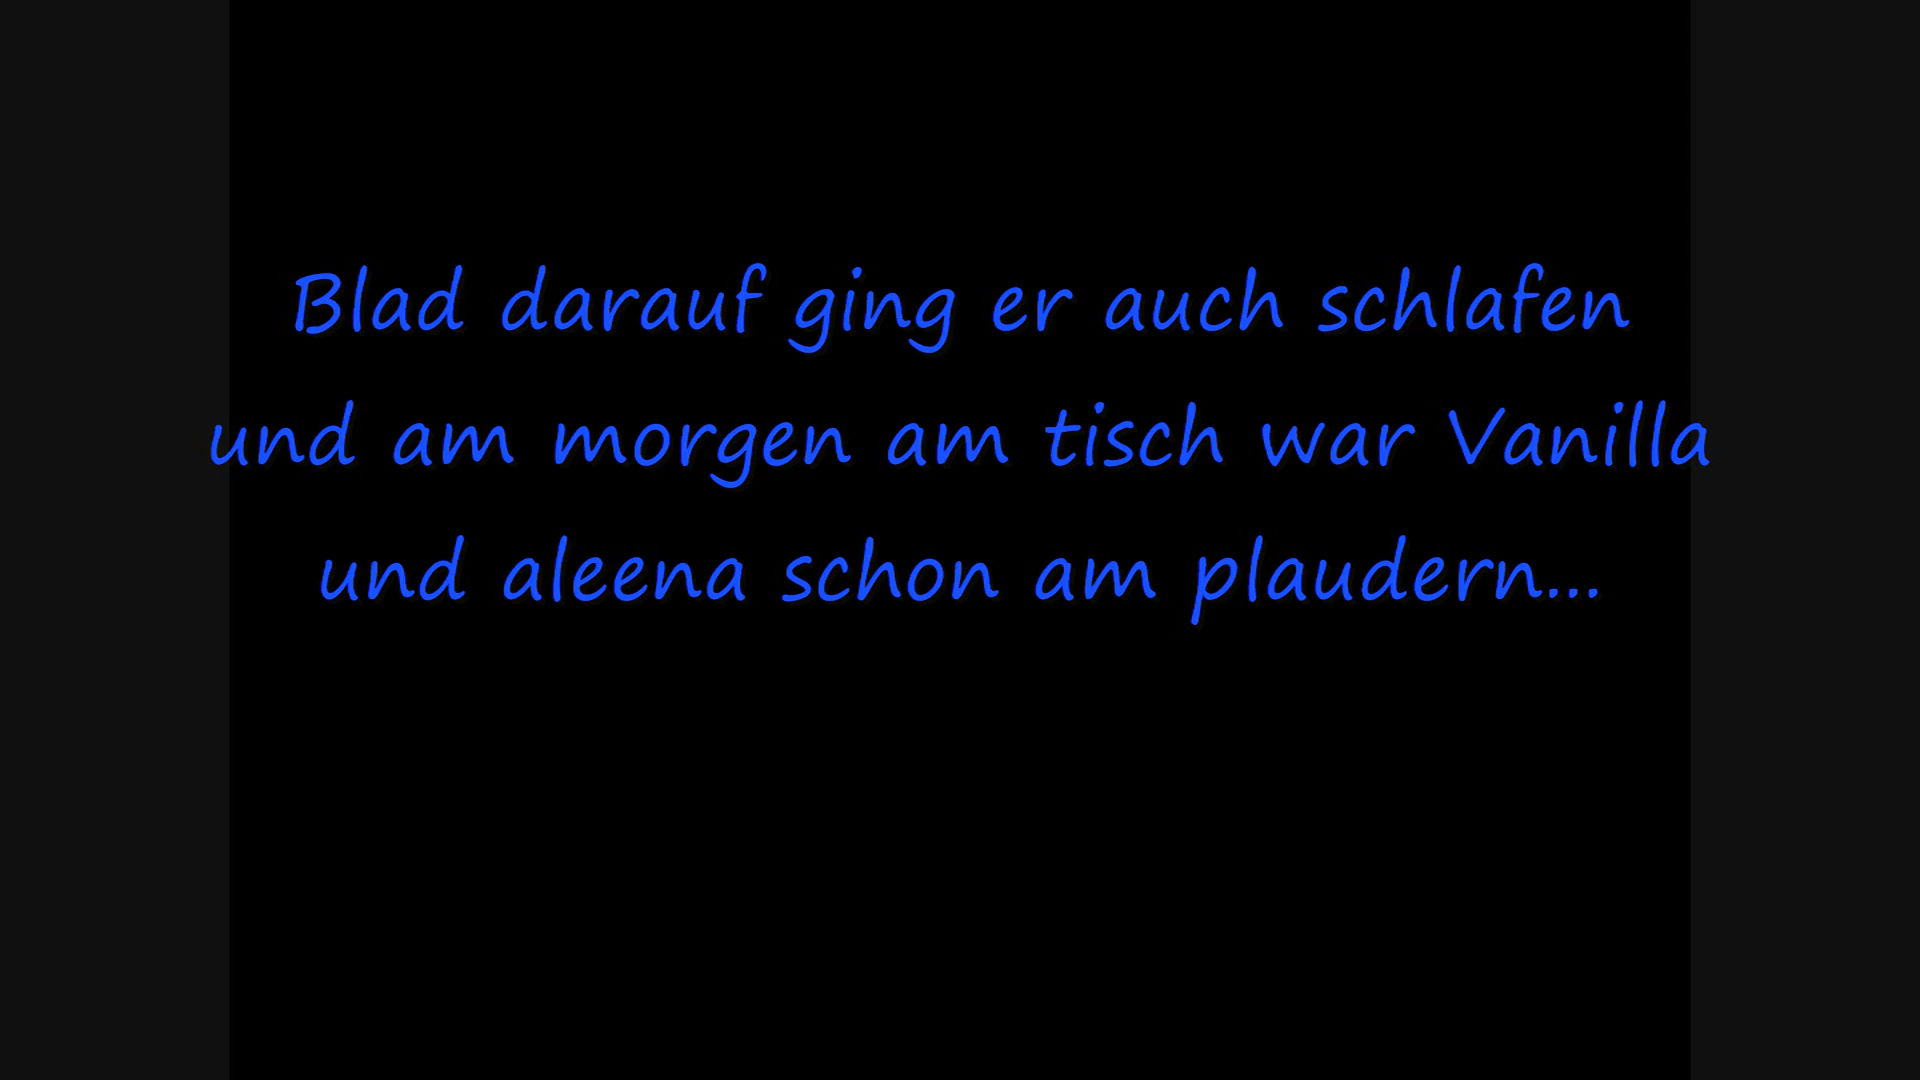 Blad darauf ging er auch schlafen
und am morgen am tisch war Vanilla
und aleena schon am plaudern...